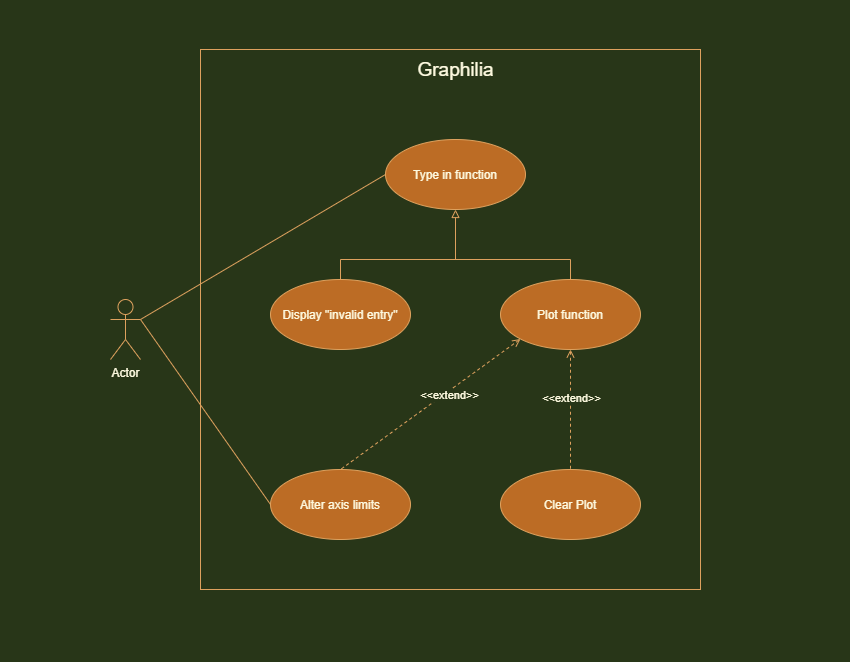 Graphilia
Type in function
Display "invalid entry"
Plot function
Actor
<<extend>>
<<extend>>
Alter axis limits
Clear Plot